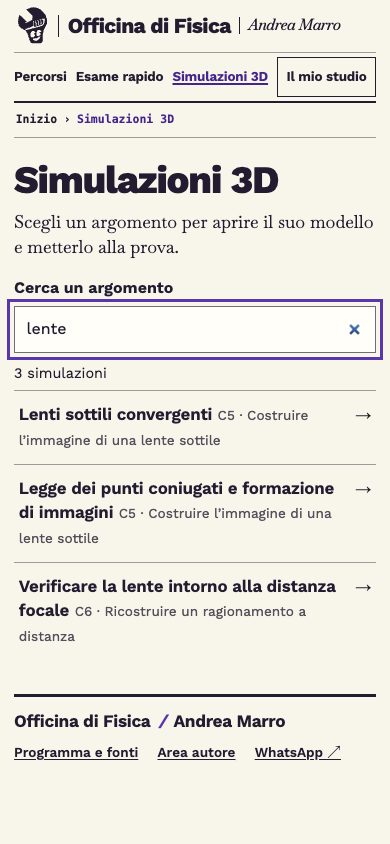 Officina di Fisica | Andrea Marro
Percorsi Esame rapido Simulazioni 3D Il mio studio
Inizio › Simulazioni 3D
Simulazioni 3D
Scegli un argomento per aprire il suo modello
e metterlo alla prova.
Cerca un argomento
lente ×
3 simulazioni
Lenti sottili convergenti C5 · Costruire →
l’immagine di una lente sottile
Legge dei punti coniugati e formazione →
di immagini C5 · Costruire l’immagine di una
lente sottile
Verificare la lente intorno alla distanza →
focale C6 · Ricostruire un ragionamento a
distanza
Officina di Fisica / Andrea Marro
Programma e fonti Area autore WhatsApp ↗